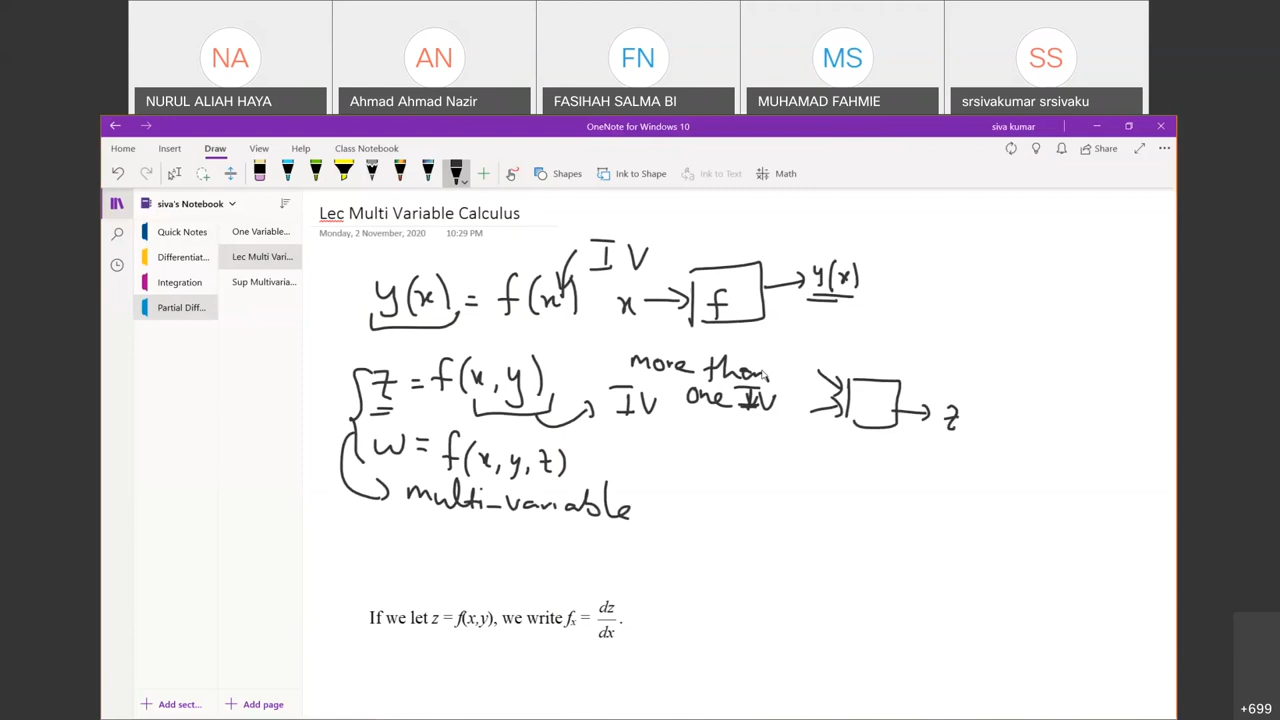 NA
AN
FN
MS
SS
NURUL ALIAH HAYA
Ahmad Ahmad Nazir
FASIHAH SALMA BI
MUHAMAD FAHMIE
srsivakumar srsivaku
OneNote for Windows 10
siva kumar
Home Insert Draw View Help Class Notebook
Share
Shapes
Ink to Shape
Ink to Text
Math
siva's Notebook
Quick Notes
Differentiat...
Integration
Partial Diff...
One Variable...
Lec Multi Vari...
Sup Multivaria...
Lec Multi Variable Calculus
Monday, 2 November, 2020 10:29 PM
IV
y(x) = f(x) x → f → y(x)
z = f(x, y) IV more than
one IV → z
w = f(x, y, z)
multi-variable
If we let z = f(x,y), we write fx = dz/dx.
Add sect... Add page
+699